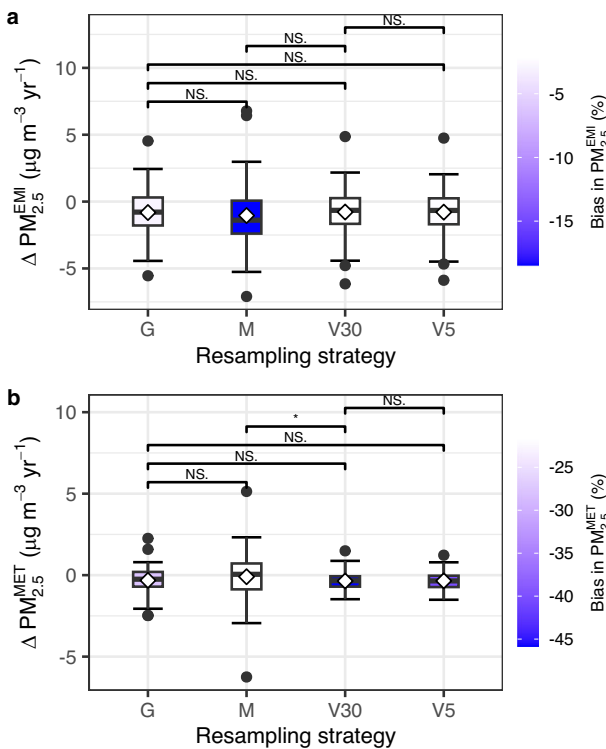 a
NS.
NS.
NS.
NS.
NS.
10
5
0
-5
Δ PM₂.₅ᴱᴹᴵ (µg m⁻³ yr⁻¹)
G M V30 V5
Resampling strategy
-5
-10
-15
Bias in PM₂.₅ᴱᴹᴵ (%)
b
NS.
*
NS.
NS.
NS.
10
5
0
-5
Δ PM₂.₅ᴹᴱᵀ (µg m⁻³ yr⁻¹)
G M V30 V5
Resampling strategy
-25
-30
-35
-40
-45
Bias in PM₂.₅ᴹᴱᵀ (%)